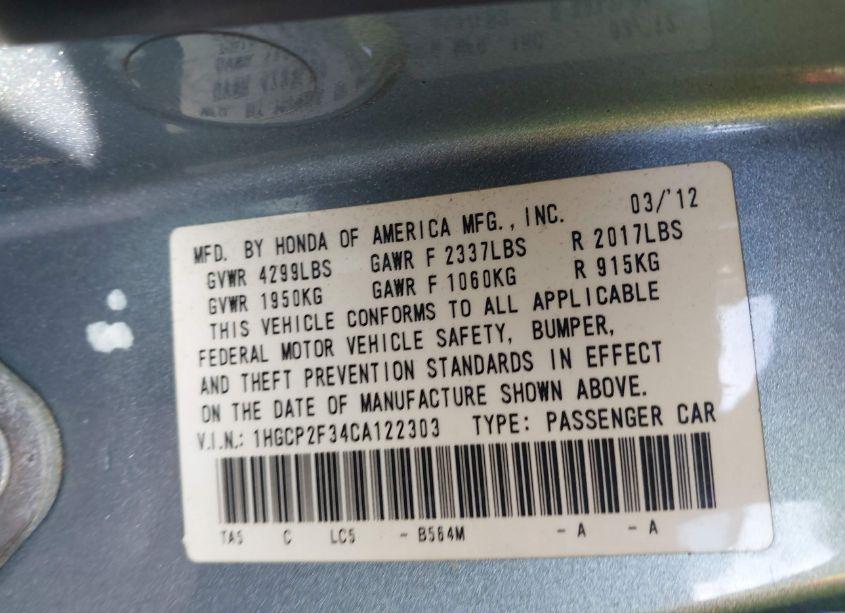 MFD. BY HONDA OF AMERICA MFG., INC. 03/'12
GVWR 4299LBS GAWR F 2337LBS R 2017LBS
GVWR 1950KG GAWR F 1060KG R 915KG
THIS VEHICLE CONFORMS TO ALL APPLICABLE
FEDERAL MOTOR VEHICLE SAFETY, BUMPER,
AND THEFT PREVENTION STANDARDS IN EFFECT
ON THE DATE OF MANUFACTURE SHOWN ABOVE.
V.I.N.: 1HGCP2F34CA122303 TYPE: PASSENGER CAR
TA5 C LC5 - B564M - A - A